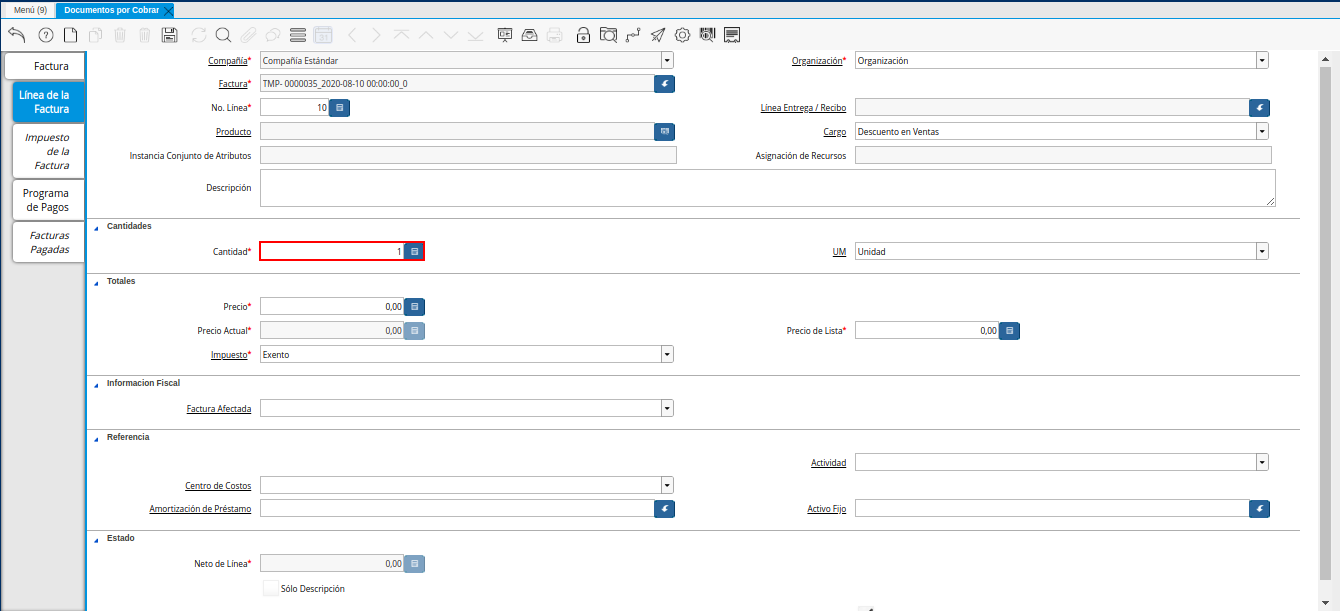 Menú (9) Documentos por Cobrar
Factura
Línea de la
Factura
Impuesto
de la
Factura
Programa
de Pagos
Facturas
Pagadas
Compañía* Compañía Estándar Organización* Organización
Factura* TMP- 0000035_2020-08-10 00:00:00_0
No. Línea* 10 Línea Entrega / Recibo
Producto Cargo Descuento en Ventas
Instancia Conjunto de Atributos Asignación de Recursos
Descripción
Cantidades
Cantidad* 1 UM Unidad
Totales
Precio* 0,00
Precio Actual* 0,00 Precio de Lista* 0,00
Impuesto* Exento
Informacion Fiscal
Factura Afectada
Referencia
Actividad
Centro de Costos
Amortización de Préstamo Activo Fijo
Estado
Neto de Línea* 0,00
Sólo Descripción